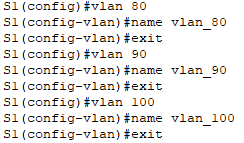 S1(config)#vlan 80
S1(config-vlan)#name vlan_80
S1(config-vlan)#exit
S1(config)#vlan 90
S1(config-vlan)#name vlan_90
S1(config-vlan)#exit
S1(config)#vlan 100
S1(config-vlan)#name vlan_100
S1(config-vlan)#exit